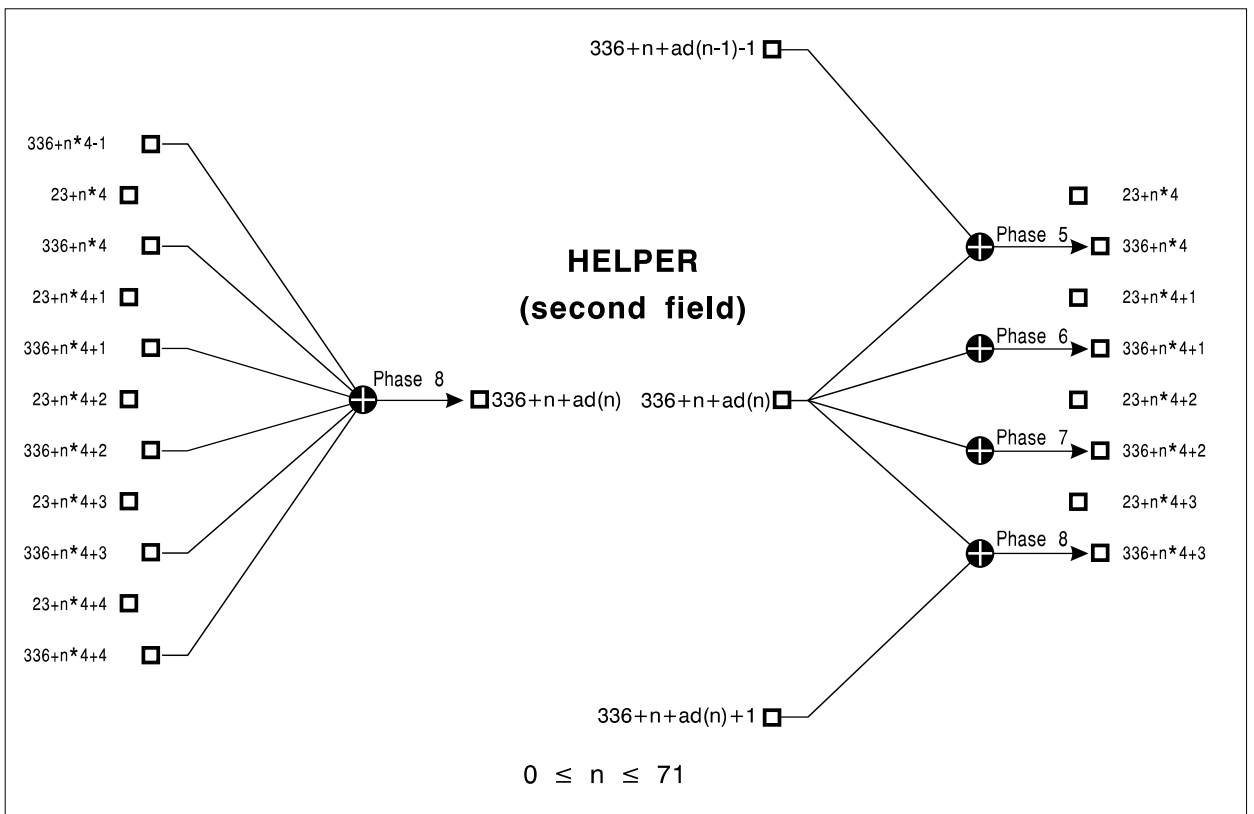 336+n+ad(n-1)-1
336+n*4-1
23+n*4
336+n*4
23+n*4+1
336+n*4+1
23+n*4+2
336+n*4+2
23+n*4+3
336+n*4+3
23+n*4+4
336+n*4+4
Phase 8
336+n+ad(n)
HELPER
(second field)
336+n+ad(n)
336+n+ad(n)+1
Phase 5
Phase 6
Phase 7
Phase 8
23+n*4
336+n*4
23+n*4+1
336+n*4+1
23+n*4+2
336+n*4+2
23+n*4+3
336+n*4+3
0 ≤ n ≤ 71